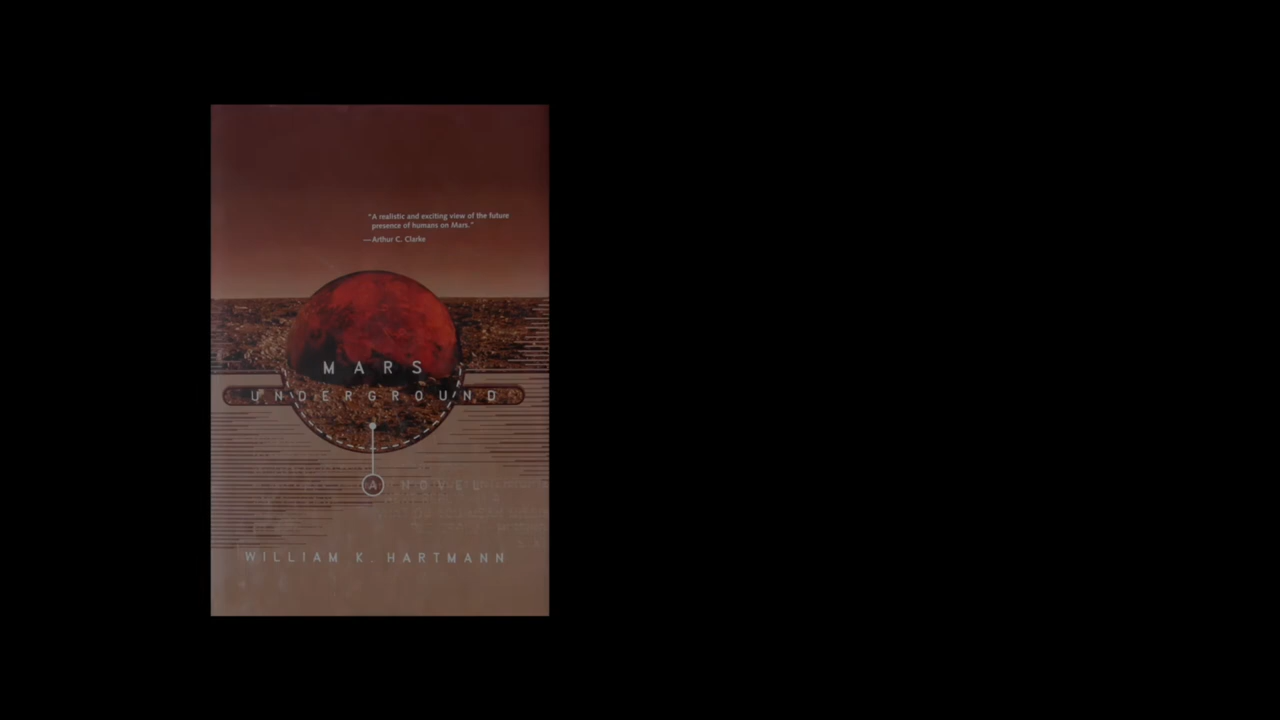 "A realistic and exciting view of the future
presence of humans on Mars."
—Arthur C. Clarke
MARS
UNDERGROUND
A NOVEL
WILLIAM K. HARTMANN